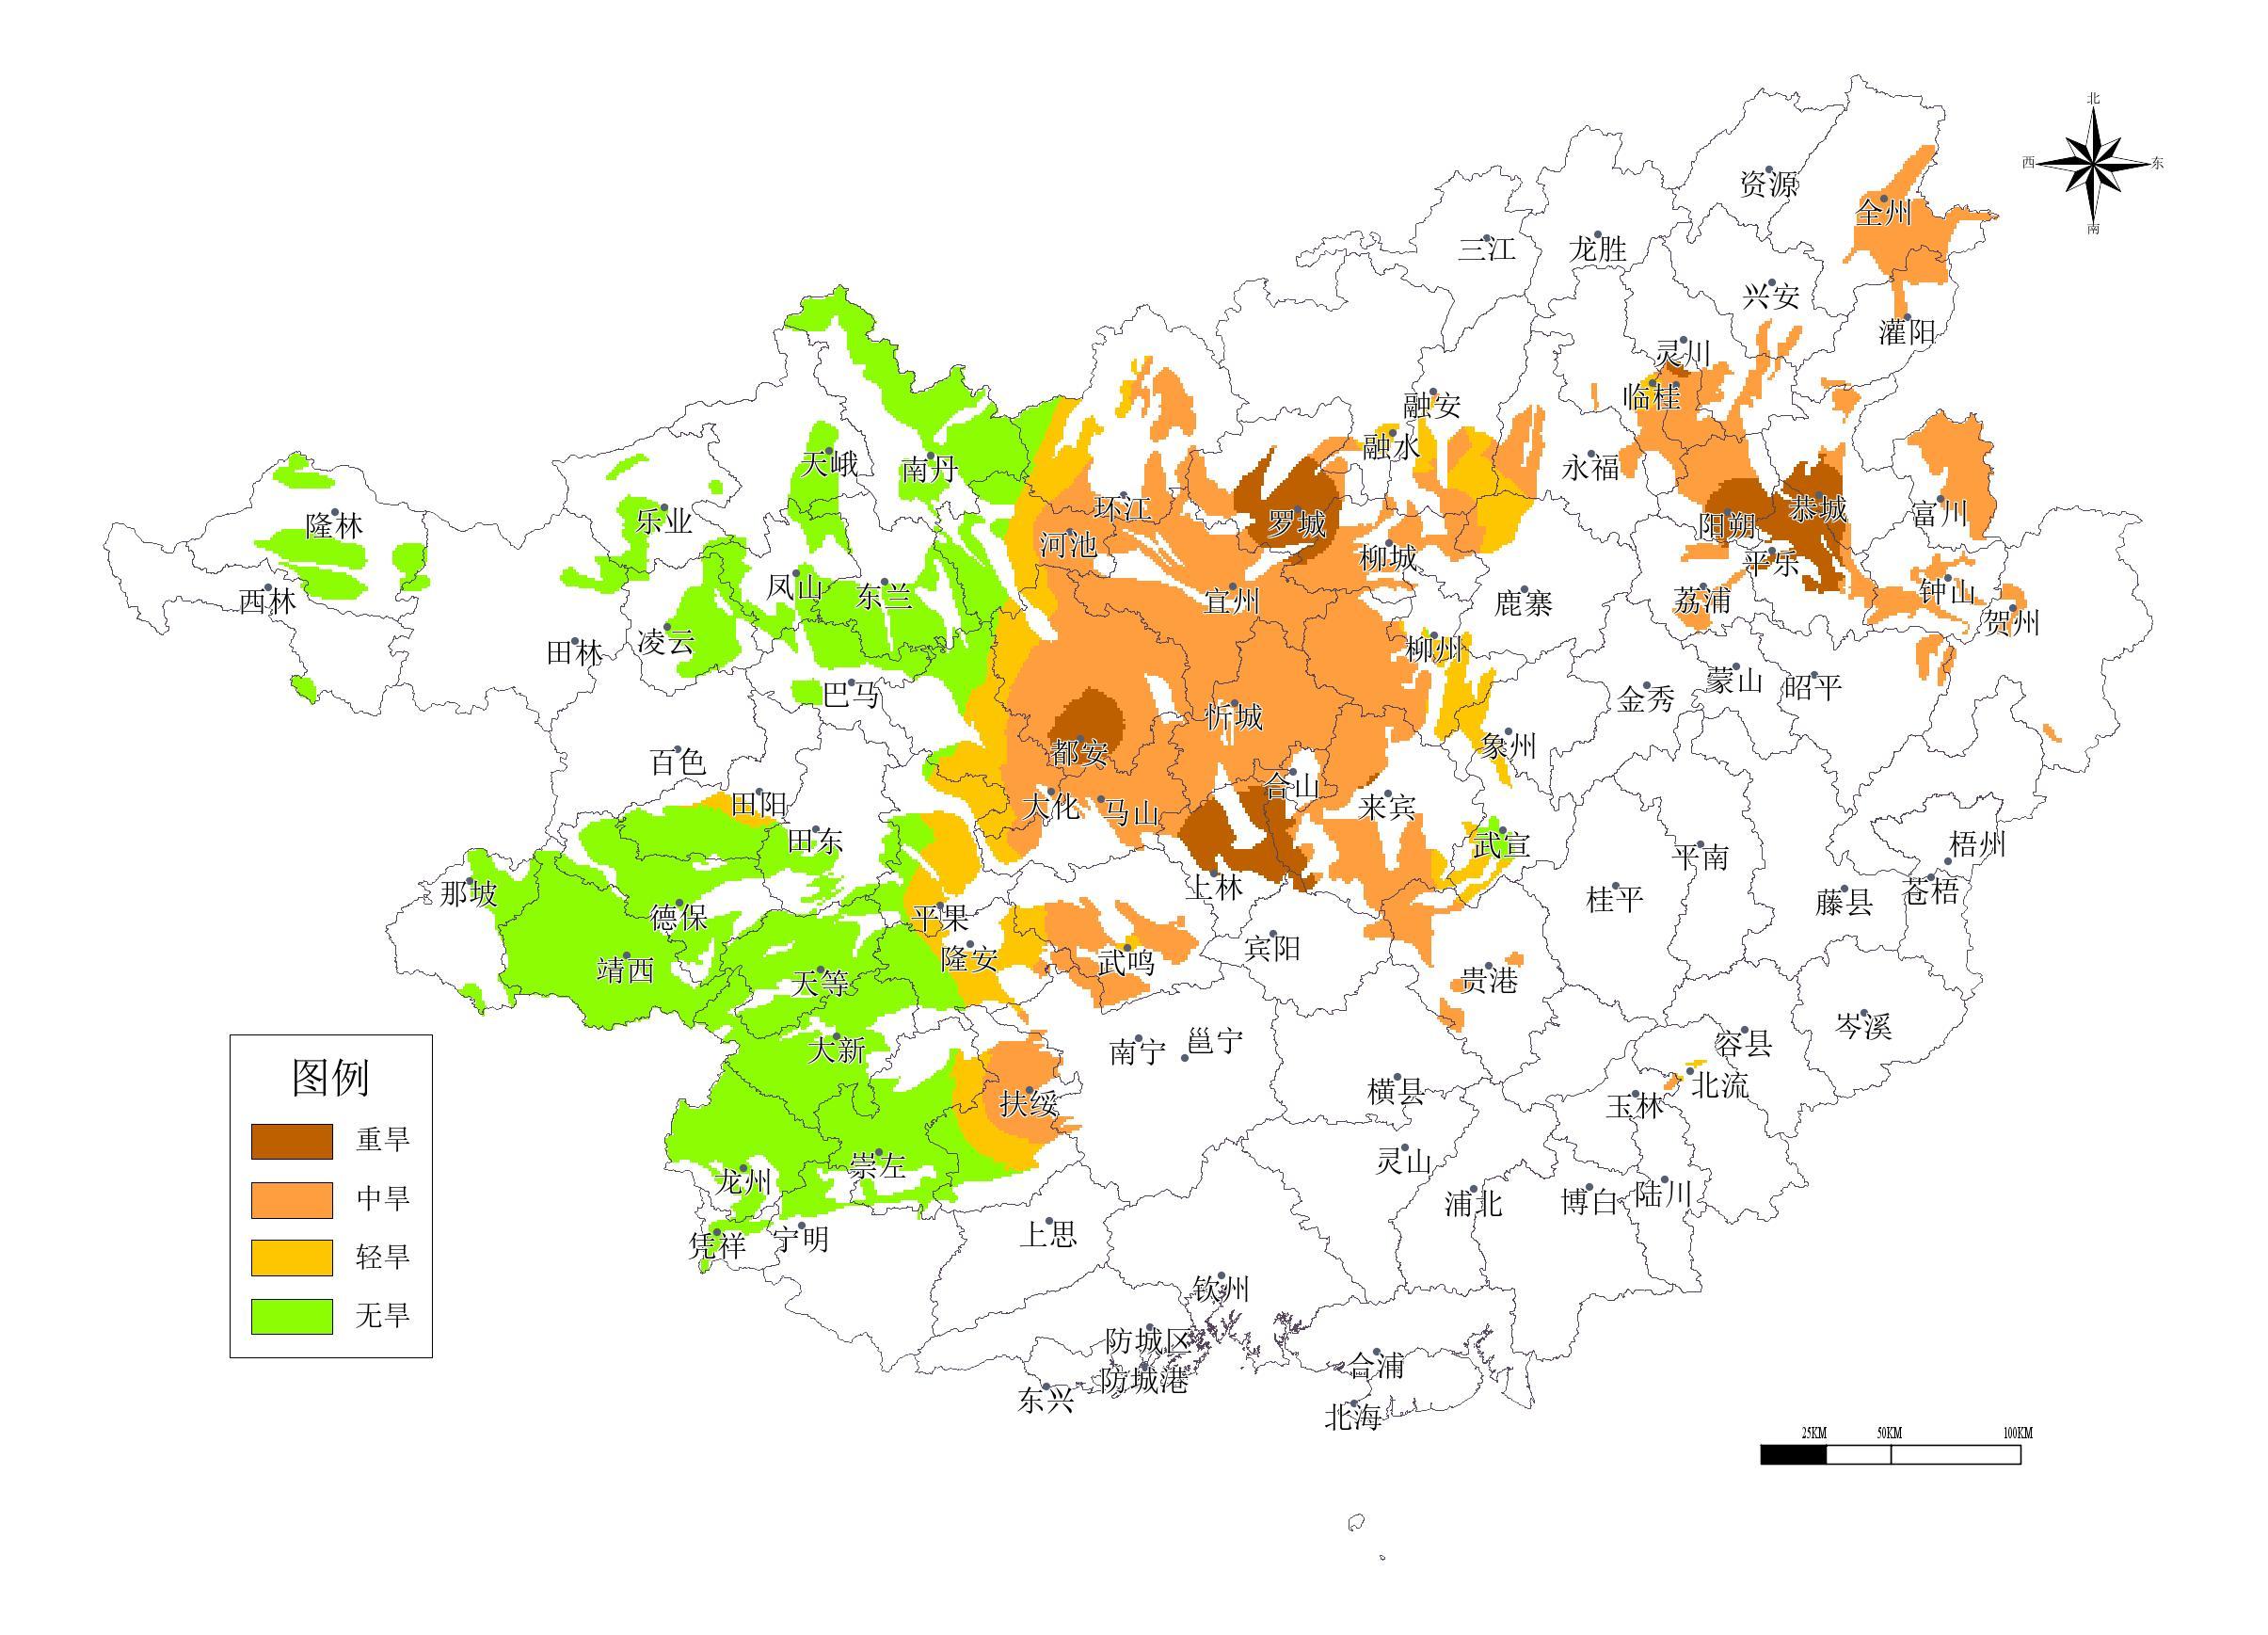 北
西
东
南
资源
全州
三江
龙胜
兴安
灌阳
灵川
临桂
融安
融水
永福
天峨
南丹
环江
罗城
阳朔
恭城
富川
隆林
乐业
河池
柳城
平乐
西林
凤山
东兰
宜州
鹿寨
荔浦
钟山
贺州
田林
凌云
柳州
巴马
忻城
金秀
蒙山
昭平
百色
都安
象州
田阳
大化
马山
合山
来宾
田东
武宣
平南
梧州
那坡
德保
平果
上林
桂平
藤县
苍梧
靖西
天等
隆安
武鸣
宾阳
贵港
大新
南宁
邕宁
容县
岑溪
扶绥
横县
玉林
北流
龙州
崇左
灵山
浦北
博白
陆川
凭祥
宁明
上思
钦州
防城区
防城港
合浦
东兴
北海
图例
重旱
中旱
轻旱
无旱
25KM 50KM 100KM